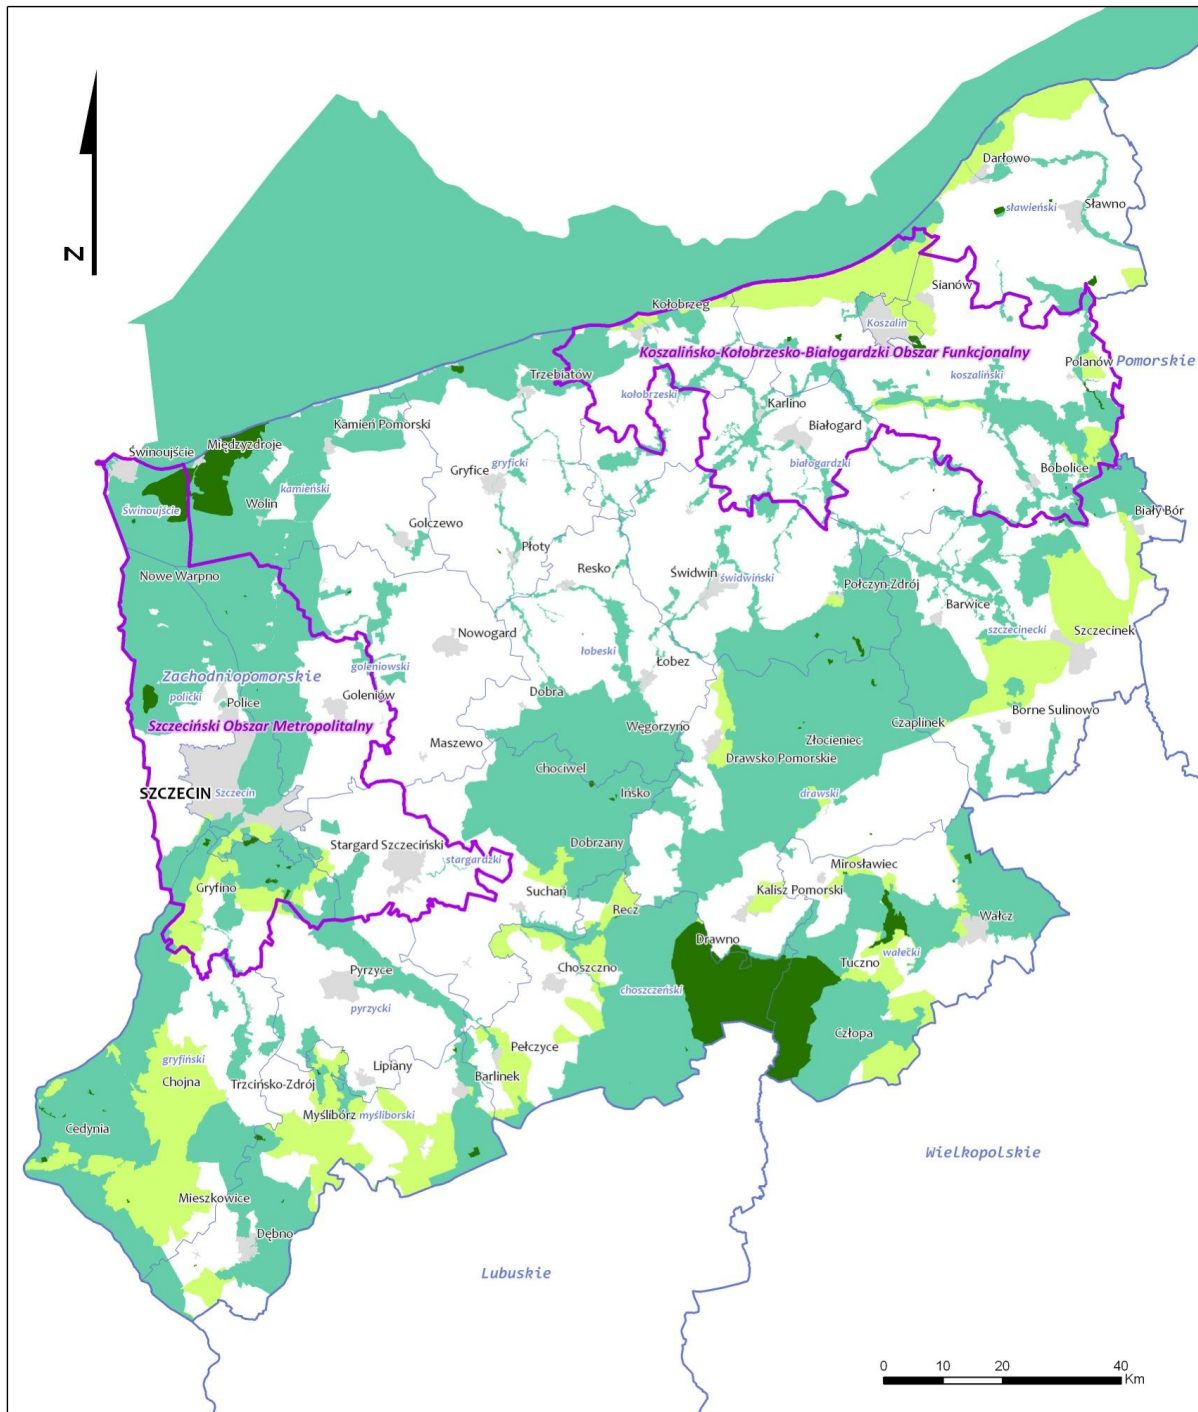 Darłowo
sławieński
Sławno
Sianów
Kołobrzeg
Koszalin
Koszalińsko-Kołobrzesko-Białogardzki Obszar Funkcjonalny
Polanów
Pomorskie
Trzebiatów
koszaliński
kołobrzeski
Karlino
Kamień Pomorski
Białogard
Międzyzdroje
Świnoujście
Gryfice
gryficki
białogardzki
Bobolice
kamieński
Wolin
Świnoujście
Biały Bór
Golczewo
Płoty
Resko
Świdwin
świdwiński
Nowe Warpno
Połczyn-Zdrój
Barwice
Szczecinek
szczecinecki
Nowogard
łobeski
Łobez
goleniowski
Zachodniopomorskie
policki
Police
Goleniów
Dobra
Borne Sulinowo
Szczeciński Obszar Metropolitalny
Węgorzyno
Czaplinek
Maszewo
Złocieniec
Drawsko Pomorskie
Chociwel
SZCZECIN
Szczecin
Ińsko
drawski
Stargard Szczeciński
Dobrzany
stargardzki
Mirosławiec
Gryfino
Suchań
Kalisz Pomorski
Recz
Wałcz
Drawno
wałecki
Tuczno
Pyrzyce
Choszczno
choszczeński
pyrzycki
Człopa
Pełczyce
gryfiński
Lipiany
Chojna
Trzcińsko-Zdrój
Barlinek
Myślibórz
myśliborski
Cedynia
Wielkopolskie
Mieszkowice
Dębno
Lubuskie
N
0 10 20 40
Km